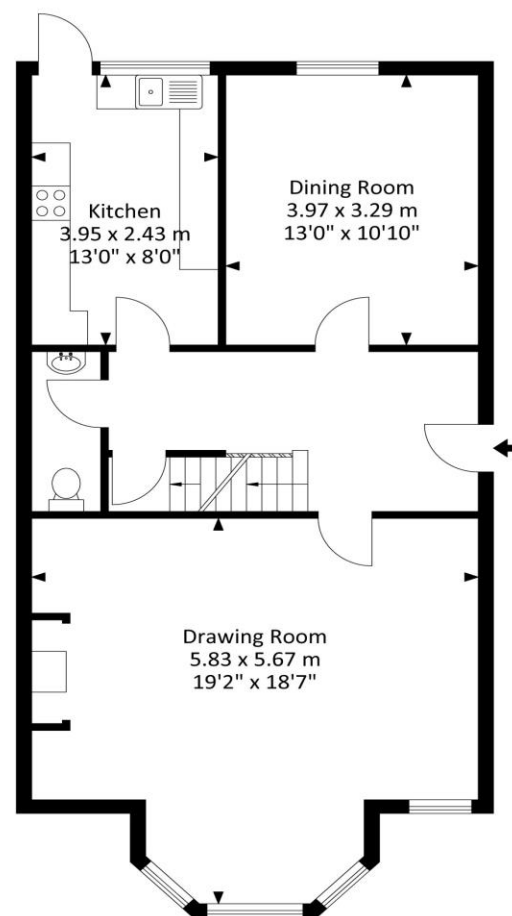 Kitchen
3.95 x 2.43 m
13'0" x 8'0"
Dining Room
3.97 x 3.29 m
13'0" x 10'10"
Drawing Room
5.83 x 5.67 m
19'2" x 18'7"